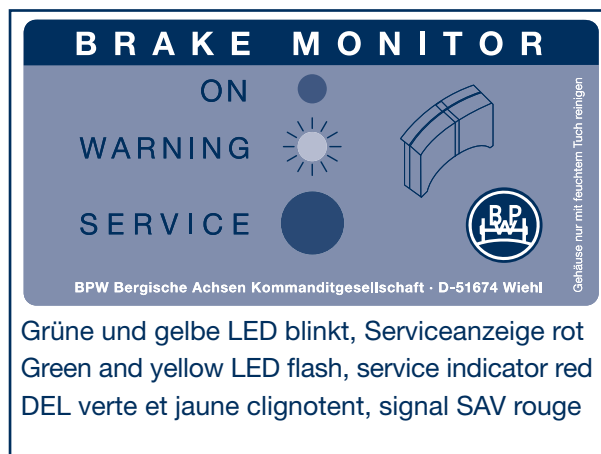 BRAKE MONITOR
ON
WARNING
SERVICE
BPW
BPW Bergische Achsen Kommanditgesellschaft · D-51674 Wiehl
Gehäuse nur mit feuchtem Tuch reinigen
Grüne und gelbe LED blinkt, Serviceanzeige rot
Green and yellow LED flash, service indicator red
DEL verte et jaune clignotent, signal SAV rouge